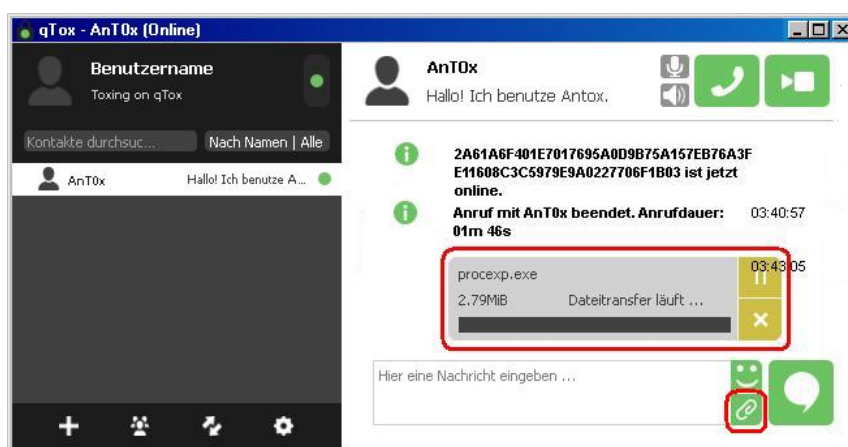 qTox - AnT0x (Online)
Benutzername
Toxing on qTox
Kontakte durchsuc...
Nach Namen | Alle
AnT0x
Hallo! Ich benutze A...
AnT0x
Hallo! Ich benutze Antox.
2A61A6F401E7017695A0D9B75A157EB76A3F
E11608C3C5979E9A0227706F1B03 ist jetzt
online.
Anruf mit AnT0x beendet. Anrufdauer:
01m 46s
03:40:57
03:43:05
procexp.exe
2.79MiB
Dateitransfer läuft ...
Hier eine Nachricht eingeben ...